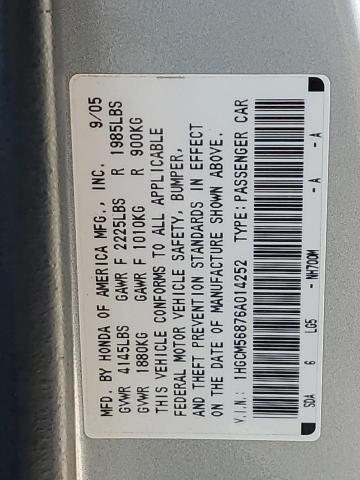 MFD. BY HONDA OF AMERICA MFG., INC. 9/05
GVWR 4145LBS GAWR F 2225LBS R 1985LBS
GVWR 1880KG GAWR F 1010KG R 900KG
THIS VEHICLE CONFORMS TO ALL APPLICABLE
FEDERAL MOTOR VEHICLE SAFETY, BUMPER,
AND THEFT PREVENTION STANDARDS IN EFFECT
ON THE DATE OF MANUFACTURE SHOWN ABOVE.
V.I.N.: 1HGCM56876A014252 TYPE: PASSENGER CAR
SDA 6 LG5 - NH700M - A - A